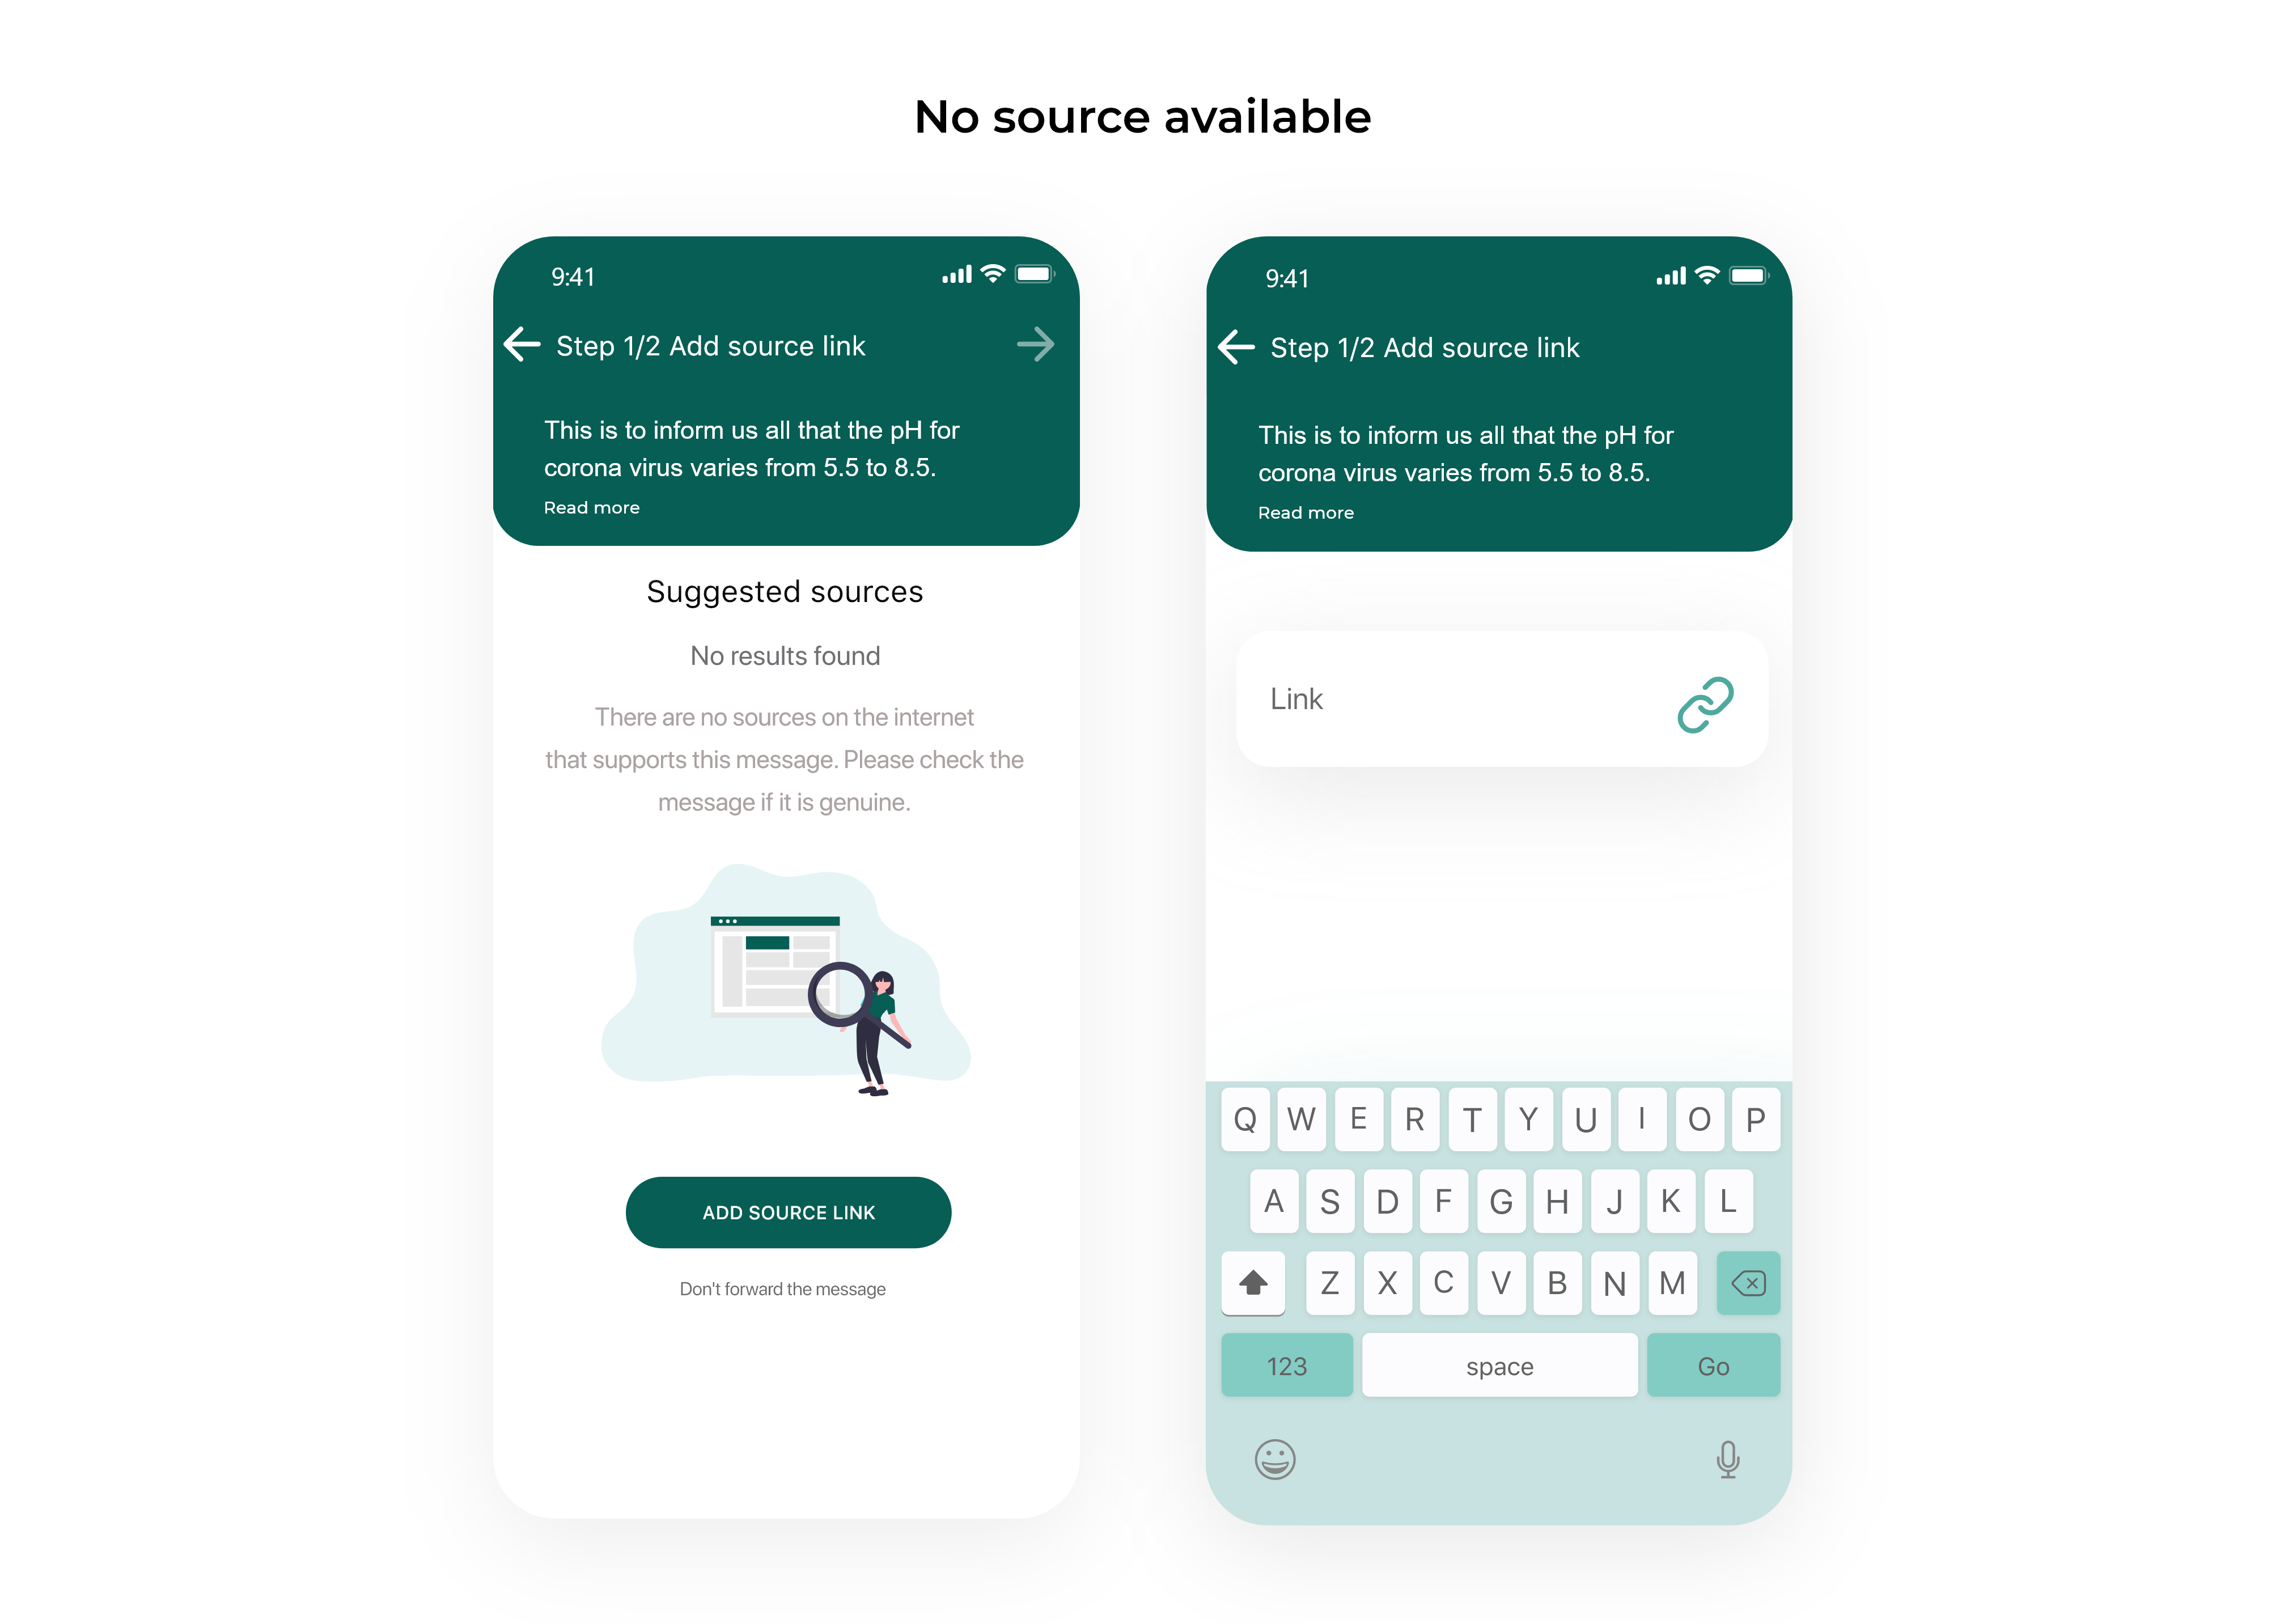 No source available
9:41
Step 1/2 Add source link
This is to inform us all that the pH for
corona virus varies from 5.5 to 8.5.
Read more
Suggested sources
No results found
There are no sources on the internet
that supports this message. Please check the
message if it is genuine.
ADD SOURCE LINK
Don't forward the message
9:41
Step 1/2 Add source link
This is to inform us all that the pH for
corona virus varies from 5.5 to 8.5.
Read more
Link
Q W E R T Y U I O P
A S D F G H J K L
Z X C V B N M
123 space Go